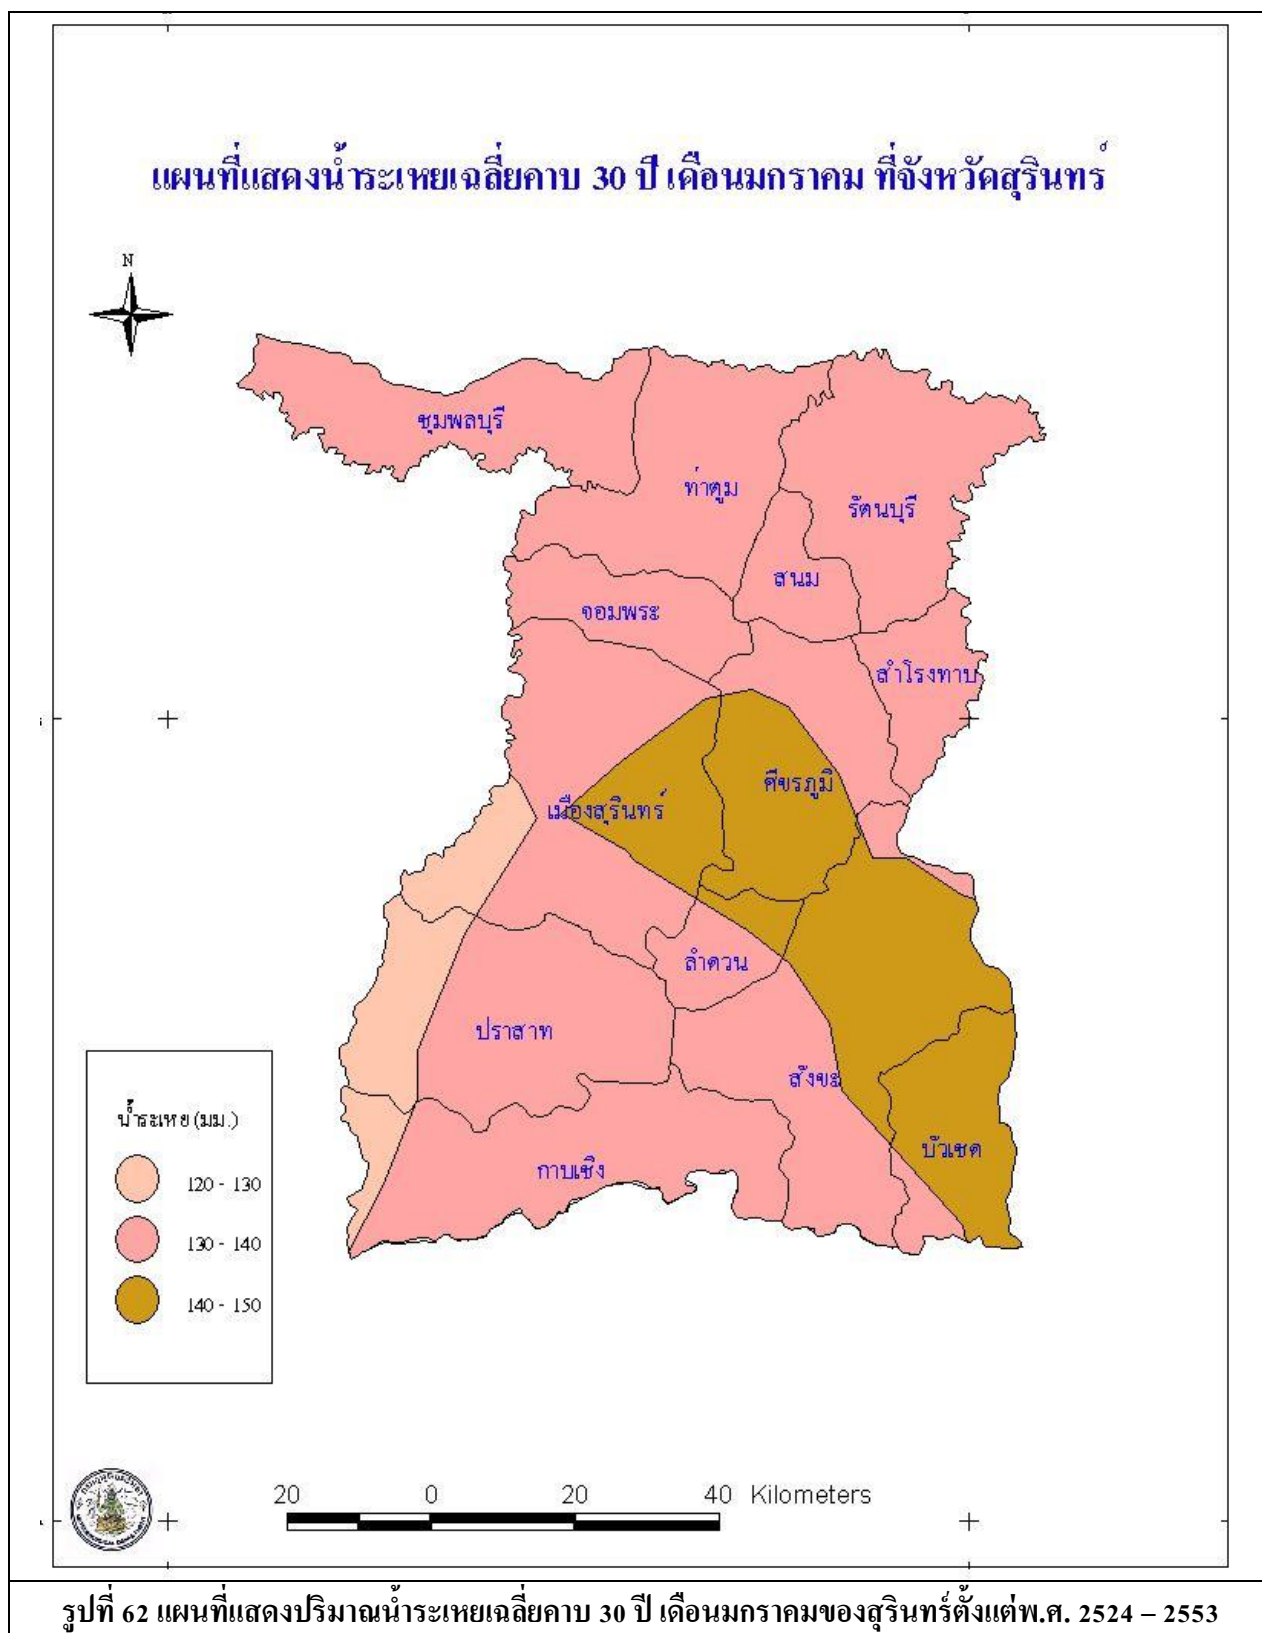 แผนที่แสดงน้ำระเหยเฉลี่ยคาบ 30 ปี เดือนมกราคม ที่จังหวัดสุรินทร์
N
ชุมพลบุรี
ท่าตูม
รัตนบุรี
สนม
จอมพระ
สำโรงทาบ
ศีขรภูมิ
เมืองสุรินทร์
ลำดวน
ปราสาท
สังขะ
บัวเชด
กาบเชิง
น้ำระเหย (มม.)
120 - 130
130 - 140
140 - 150
20 0 20 40 Kilometers
รูปที่ 62 แผนที่แสดงปริมาณน้ำระเหยเฉลี่ยคาบ 30 ปี เดือนมกราคมของสุรินทร์ตั้งแต่พ.ศ. 2524 – 2553